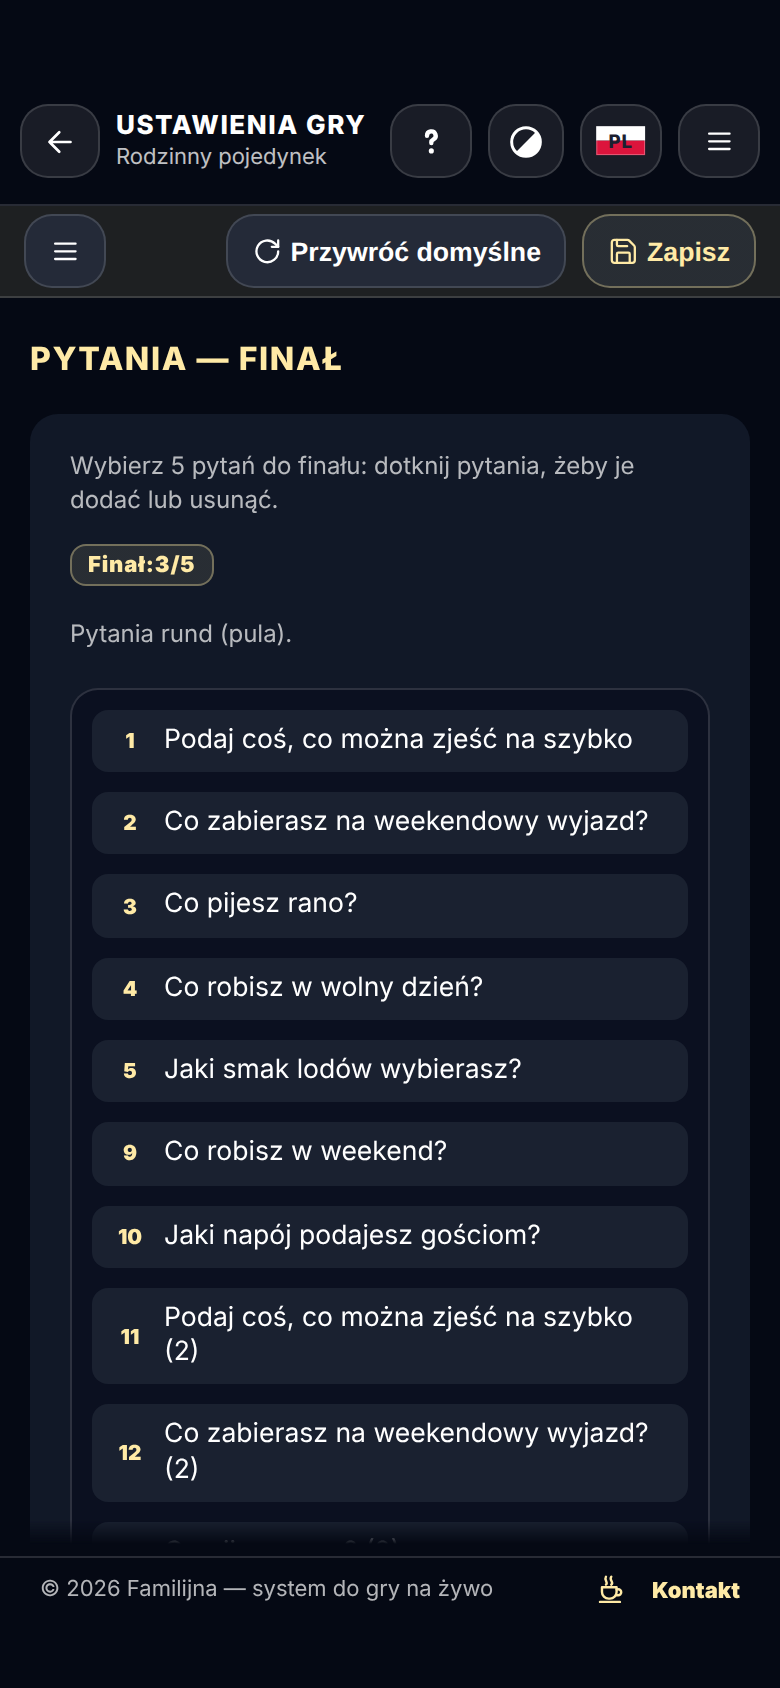 USTAWIENIA GRY
Rodzinny pojedynek
?
PL
Przywróć domyślne
Zapisz
PYTANIA — FINAŁ
Wybierz 5 pytań do finału: dotknij pytania, żeby je
dodać lub usunąć.
Finał:3/5
Pytania rund (pula).
1 Podaj coś, co można zjeść na szybko
2 Co zabierasz na weekendowy wyjazd?
3 Co pijesz rano?
4 Co robisz w wolny dzień?
5 Jaki smak lodów wybierasz?
9 Co robisz w weekend?
10 Jaki napój podajesz gościom?
11 Podaj coś, co można zjeść na szybko
(2)
12 Co zabierasz na weekendowy wyjazd?
(2)
© 2026 Familijna — system do gry na żywo
Kontakt